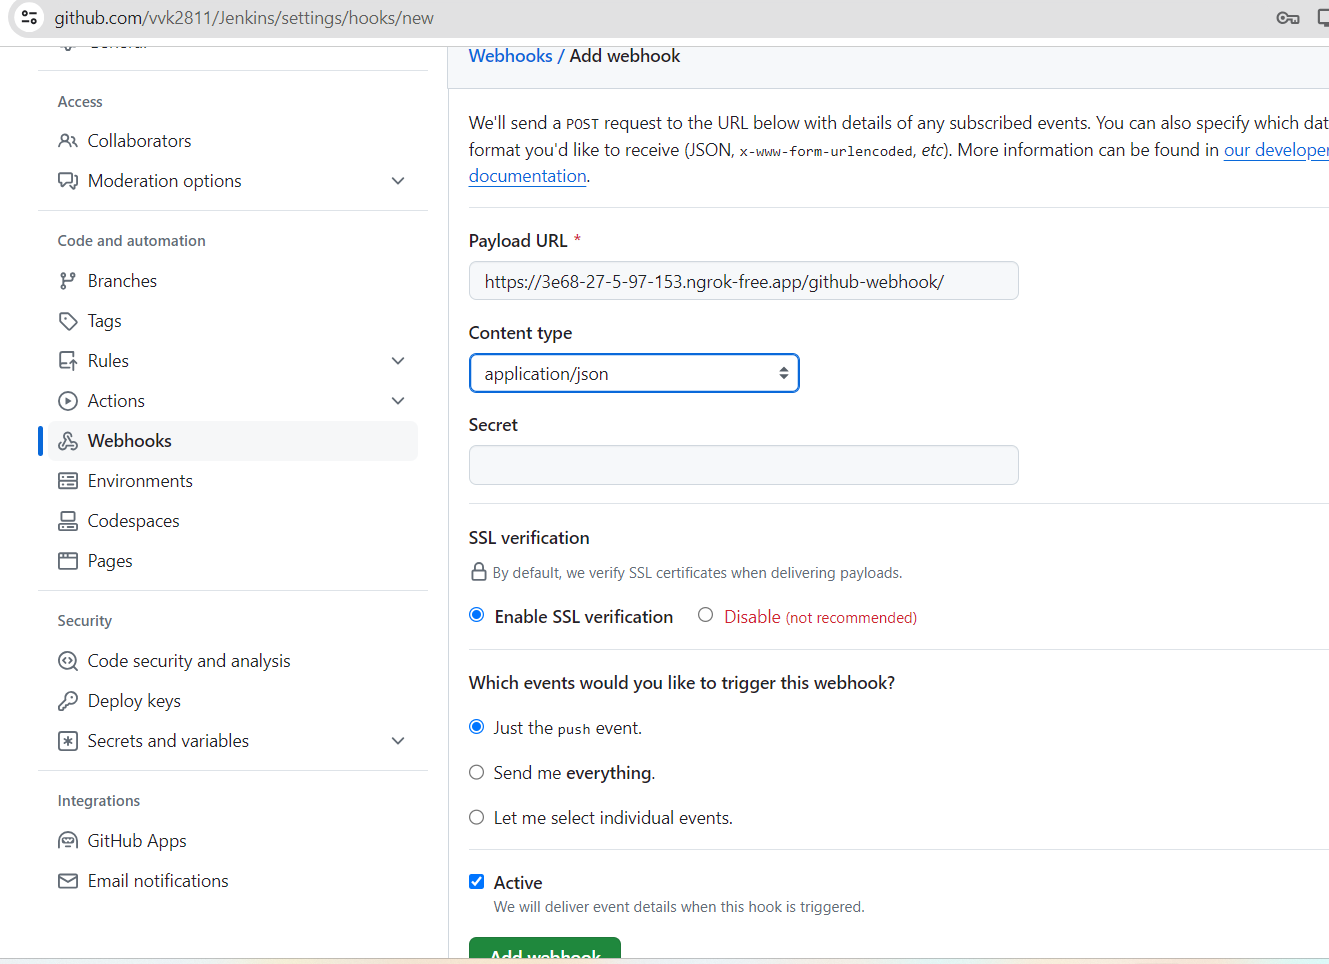 github.com/vvk2811/Jenkins/settings/hooks/new
General
Access
Collaborators
Moderation options
Code and automation
Branches
Tags
Rules
Actions
Webhooks
Environments
Codespaces
Pages
Security
Code security and analysis
Deploy keys
Secrets and variables
Integrations
GitHub Apps
Email notifications
Webhooks / Add webhook
We'll send a POST request to the URL below with details of any subscribed events. You can also specify which dat
format you'd like to receive (JSON, x-www-form-urlencoded, etc). More information can be found in our developer
documentation.
Payload URL *
https://3e68-27-5-97-153.ngrok-free.app/github-webhook/
Content type
application/json
Secret
SSL verification
By default, we verify SSL certificates when delivering payloads.
Enable SSL verification Disable (not recommended)
Which events would you like to trigger this webhook?
Just the push event.
Send me everything.
Let me select individual events.
Active
We will deliver event details when this hook is triggered.
Add webhook